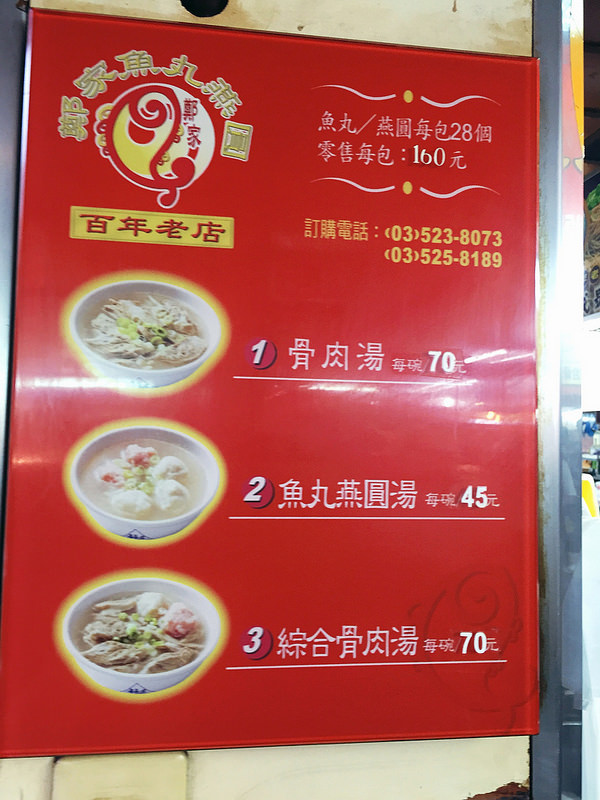 鄭家魚丸燕圓
鄭家
百年老店
魚丸／燕圓每包28個
零售每包：160元
訂購電話：(03)523-8073
(03)525-8189
1 骨肉湯 每碗70元
2 魚丸燕圓湯 每碗45元
3 綜合骨肉湯 每碗70元